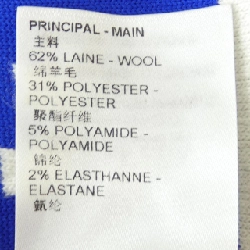 PRINCIPAL - MAIN
主料
62% LAINE - WOOL
绵羊毛
31% POLYESTER -
POLYESTER
聚酯纤维
5% POLYAMIDE -
POLYAMIDE
锦纶
2% ELASTHANNE -
ELASTANE
氨纶